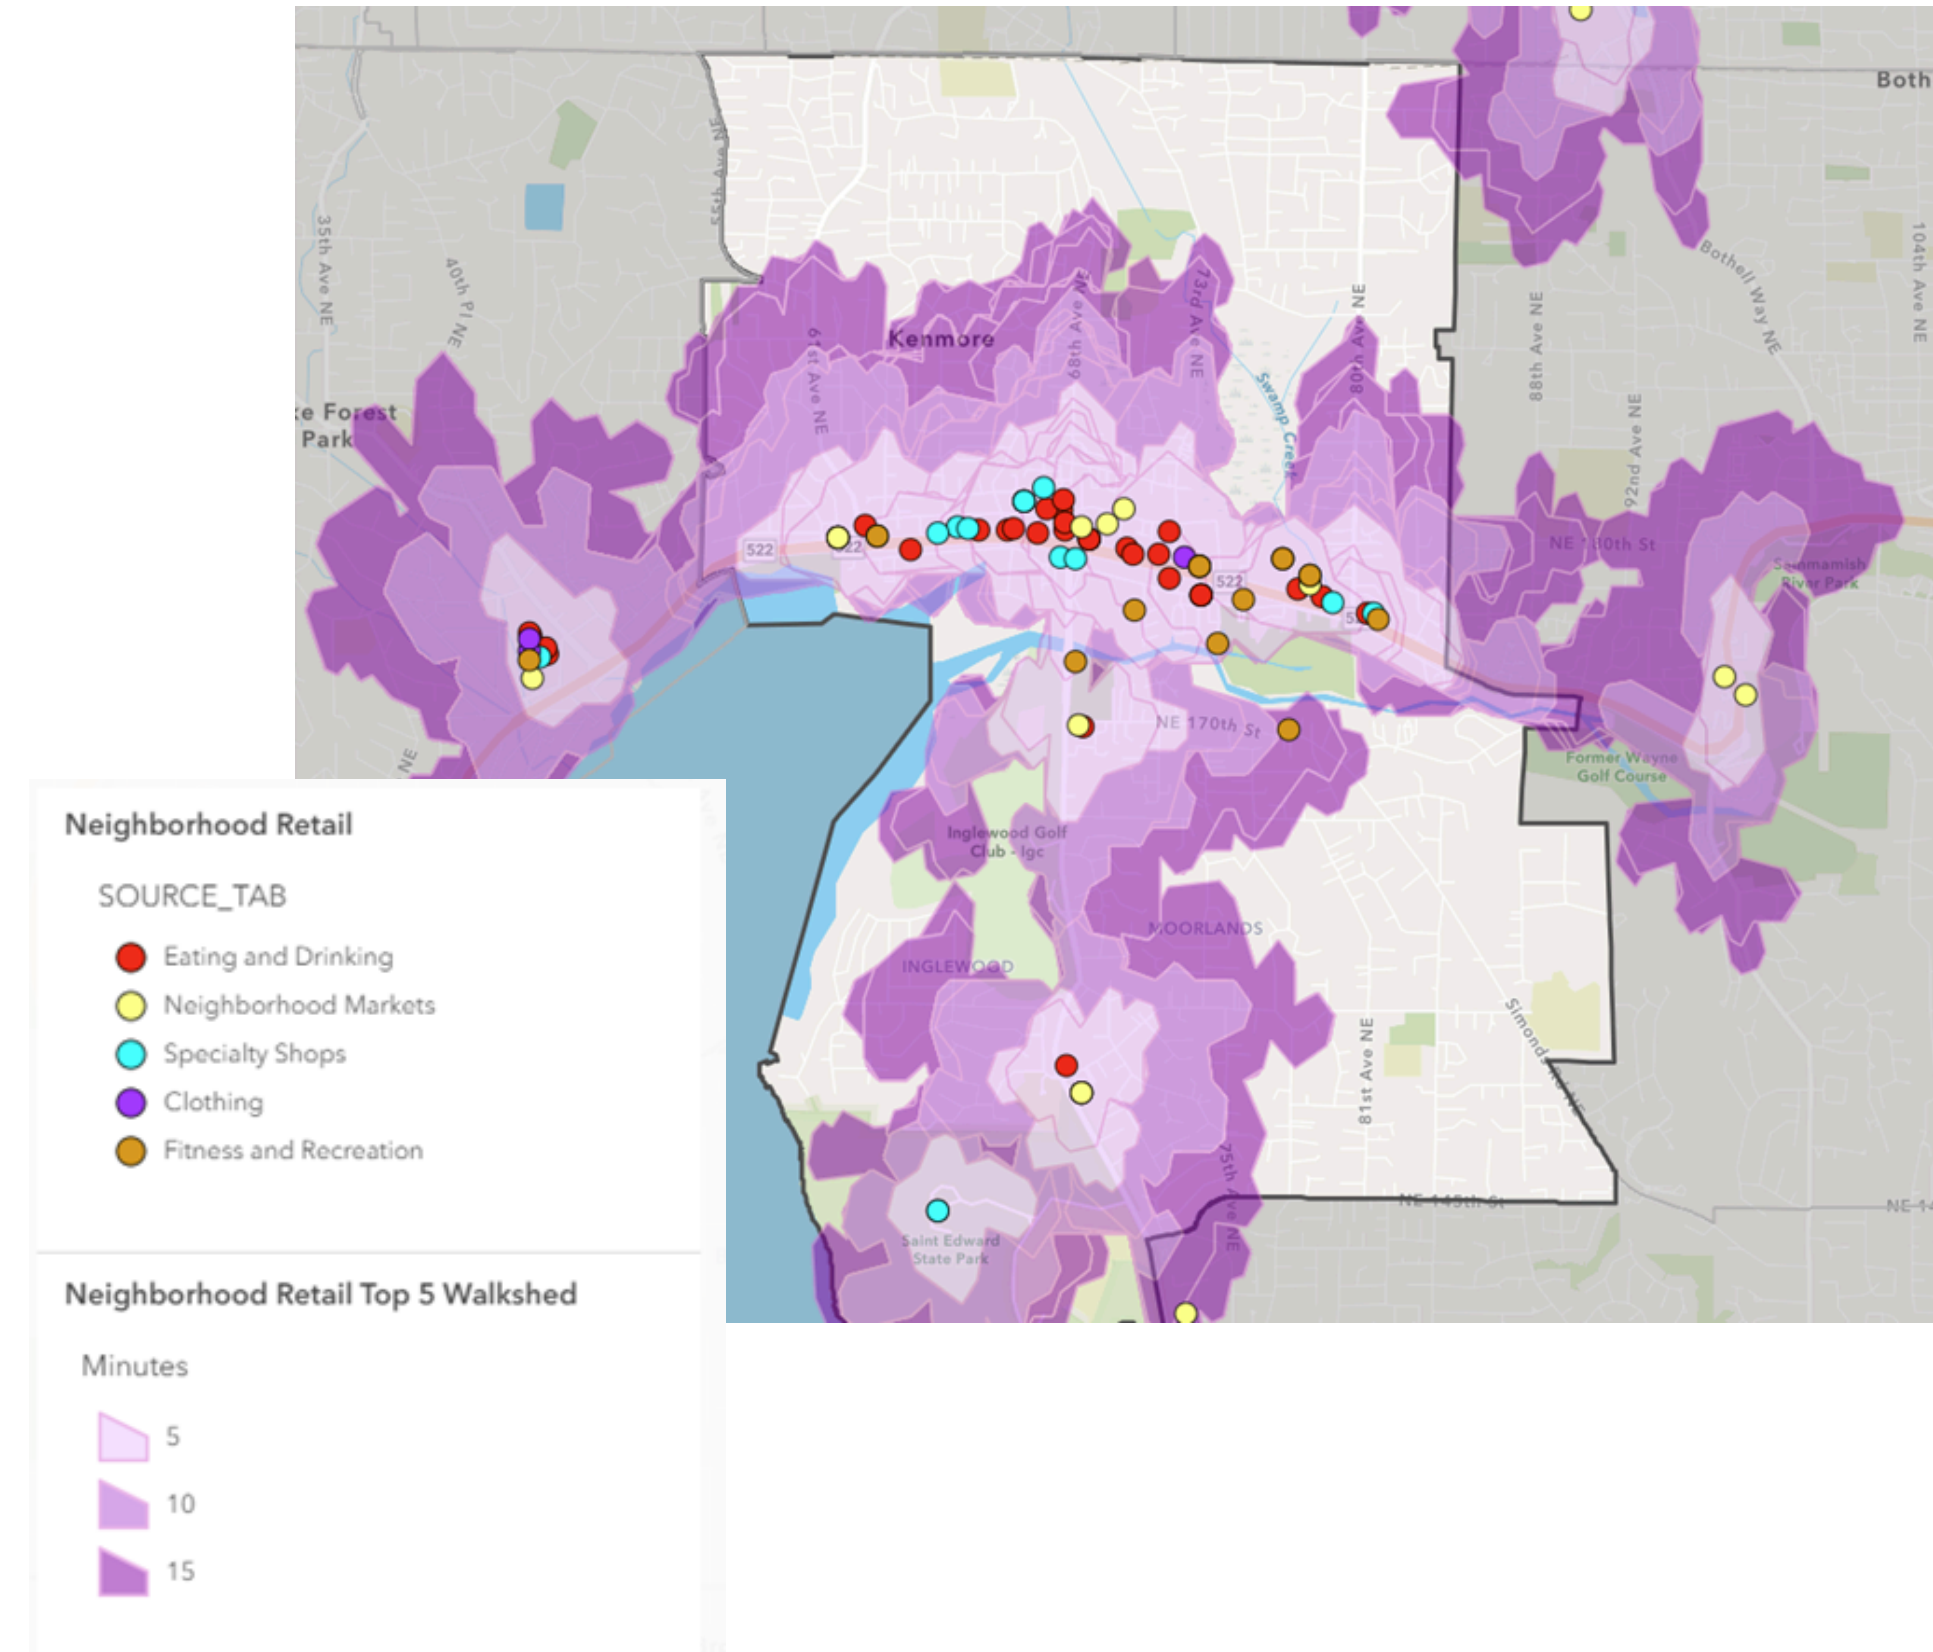 Both
55th Ave NE
35th Ave NE
40th Pl NE
104th Ave NE
Bothell Way NE
Kenmore
61st Ave NE
68th Ave NE
73rd Ave NE
80th Ave NE
88th Ave NE
92nd Ave NE
Swamp Creek
ke Forest
Park
522
522
522
NE 180th St
Sammamish
River Park
NE 170th St
Former Wayne
Golf Course
NE
Inglewood Golf
Club - Igc
MOORLANDS
INGLEWOOD
Simonds Rd NE
81st Ave NE
75th Ave NE
NE 145th St
NE 14
Saint Edward
State Park
Neighborhood Retail
SOURCE_TAB
Eating and Drinking
Neighborhood Markets
Specialty Shops
Clothing
Fitness and Recreation
Neighborhood Retail Top 5 Walkshed
Minutes
5
10
15